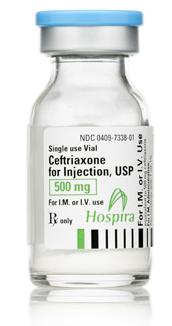 NDC 0409-7338-01
Single use Vial
Ceftriaxone
for Injection, USP
500 mg
For I.M. or I.V. use
Rx only
Hospira
For I.M. or I.V. Use